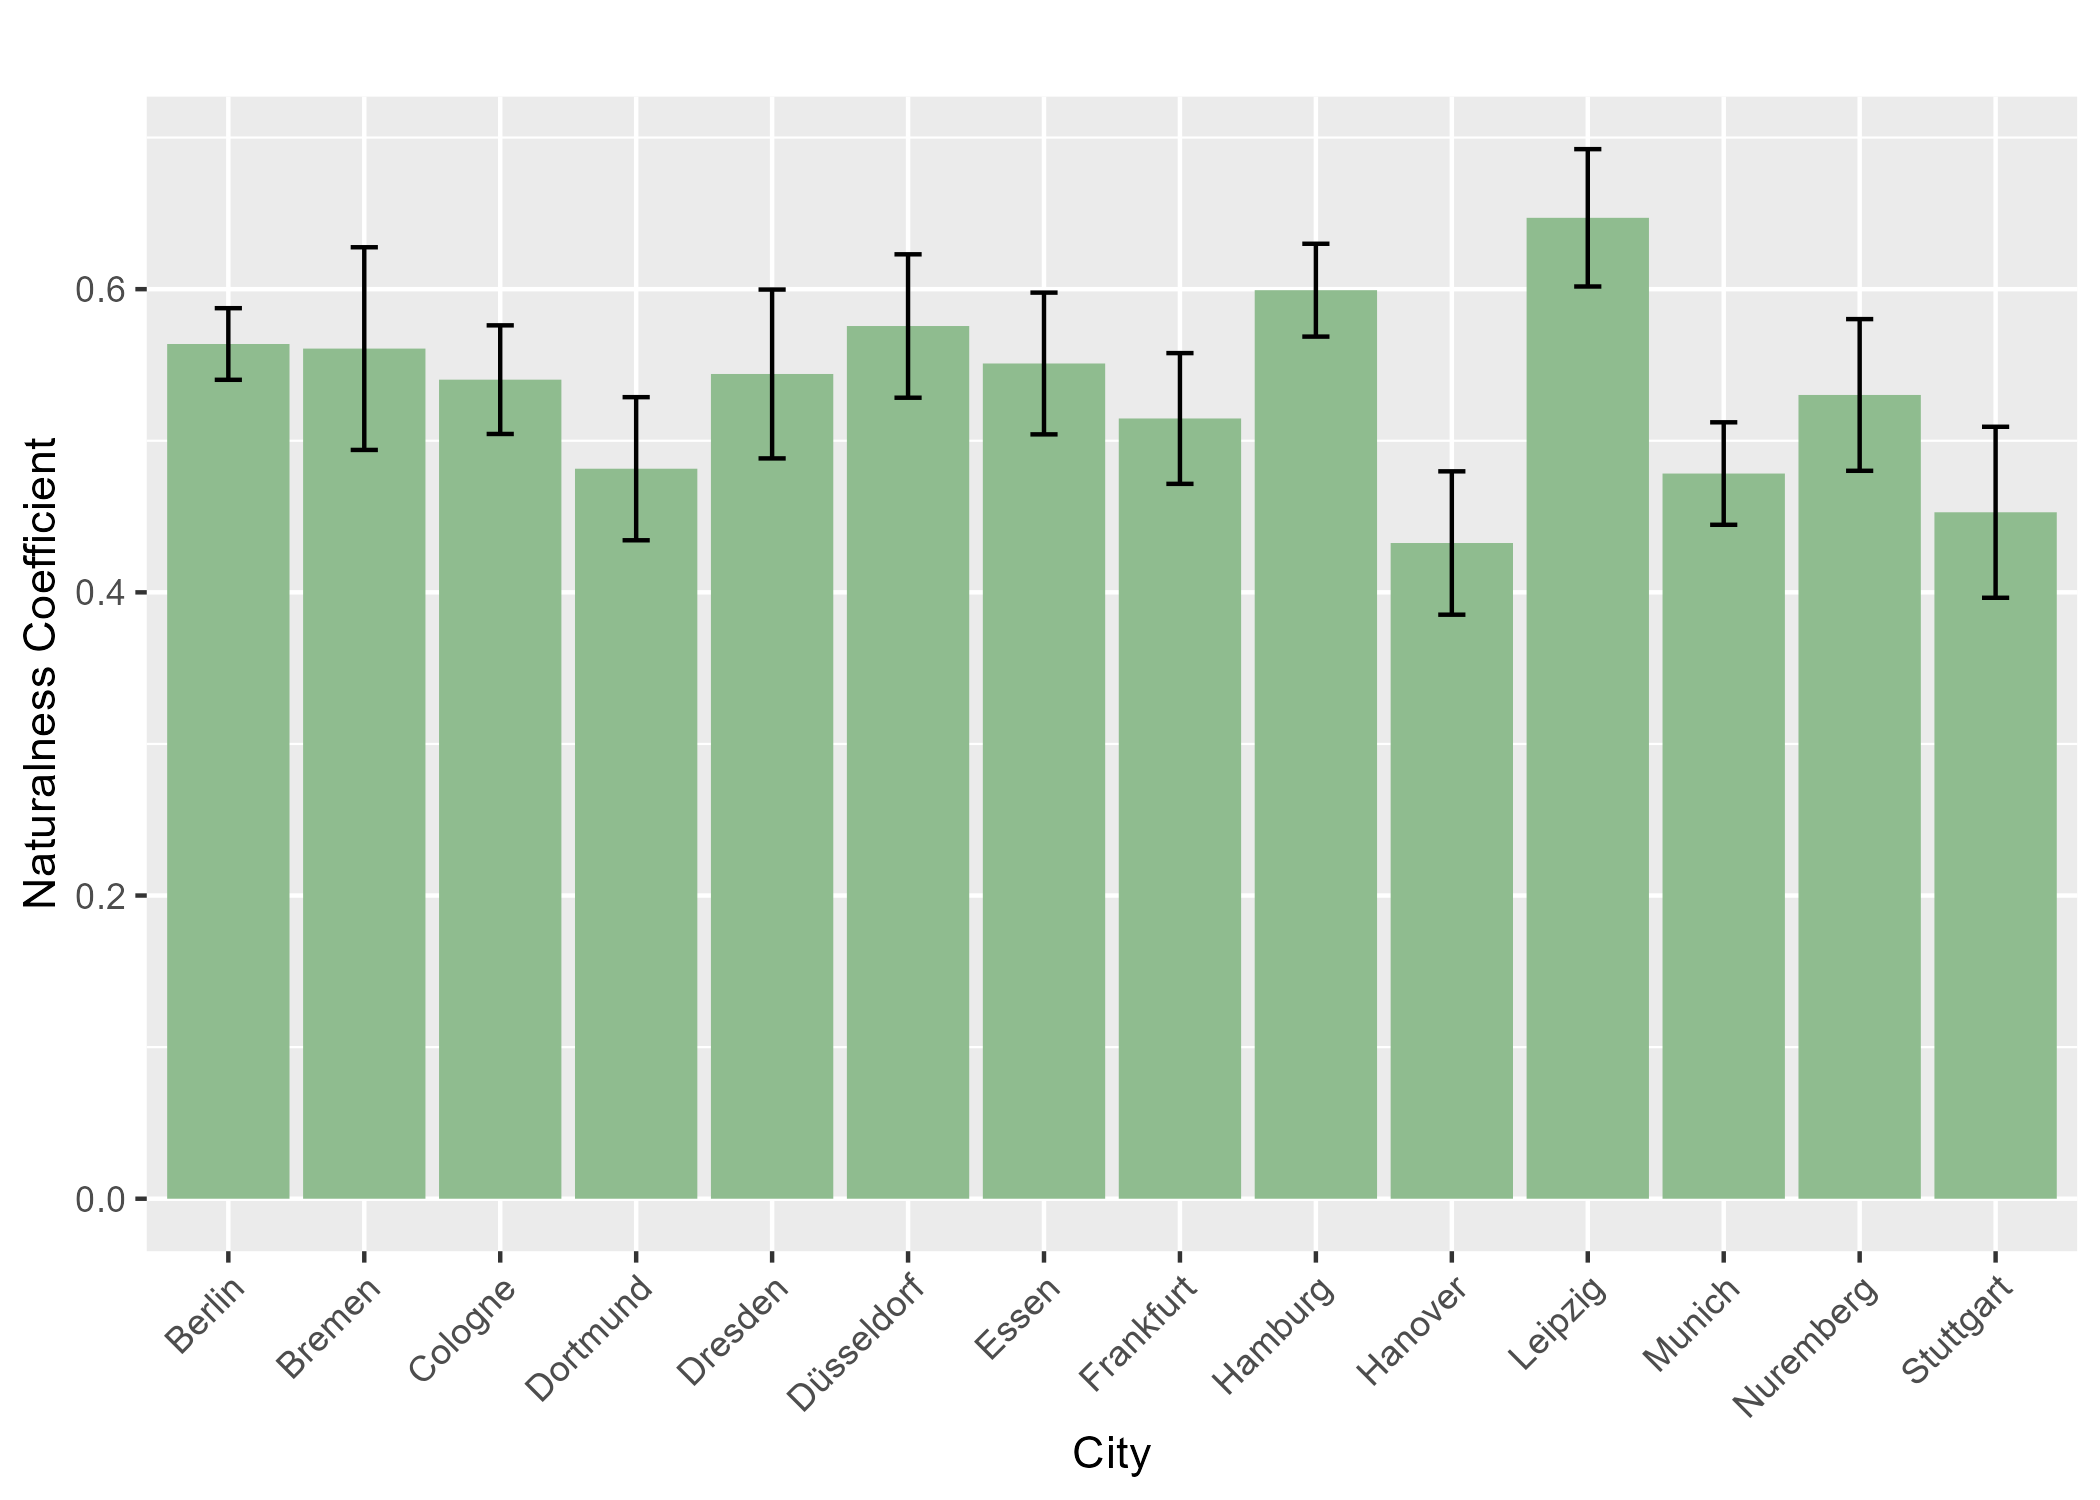 Naturalness Coefficient
0.6
0.4
0.2
0.0
Berlin
Bremen
Cologne
Dortmund
Dresden
Düsseldorf
Essen
Frankfurt
Hamburg
Hanover
Leipzig
Munich
Nuremberg
Stuttgart
City